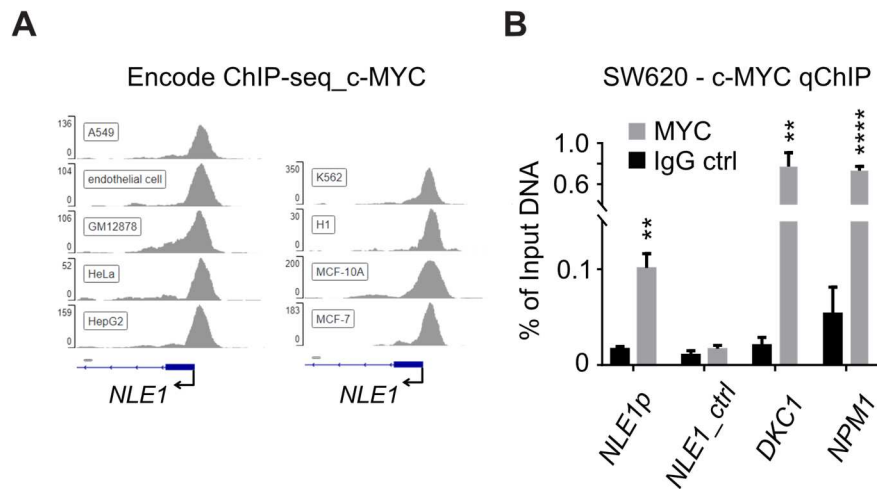 A
Encode ChIP-seq_c-MYC
136
A549
0
104
endothelial cell
0
106
GM12878
0
52
HeLa
0
159
HepG2
0
NLE1
350
K562
0
30
H1
0
200
MCF-10A
0
183
MCF-7
0
NLE1
B
SW620 - c-MYC qChIP
MYC
IgG ctrl
% of Input DNA
1.0
0.6
0.1
0
**
**
****
NLE1p
NLE1_ctrl
DKC1
NPM1